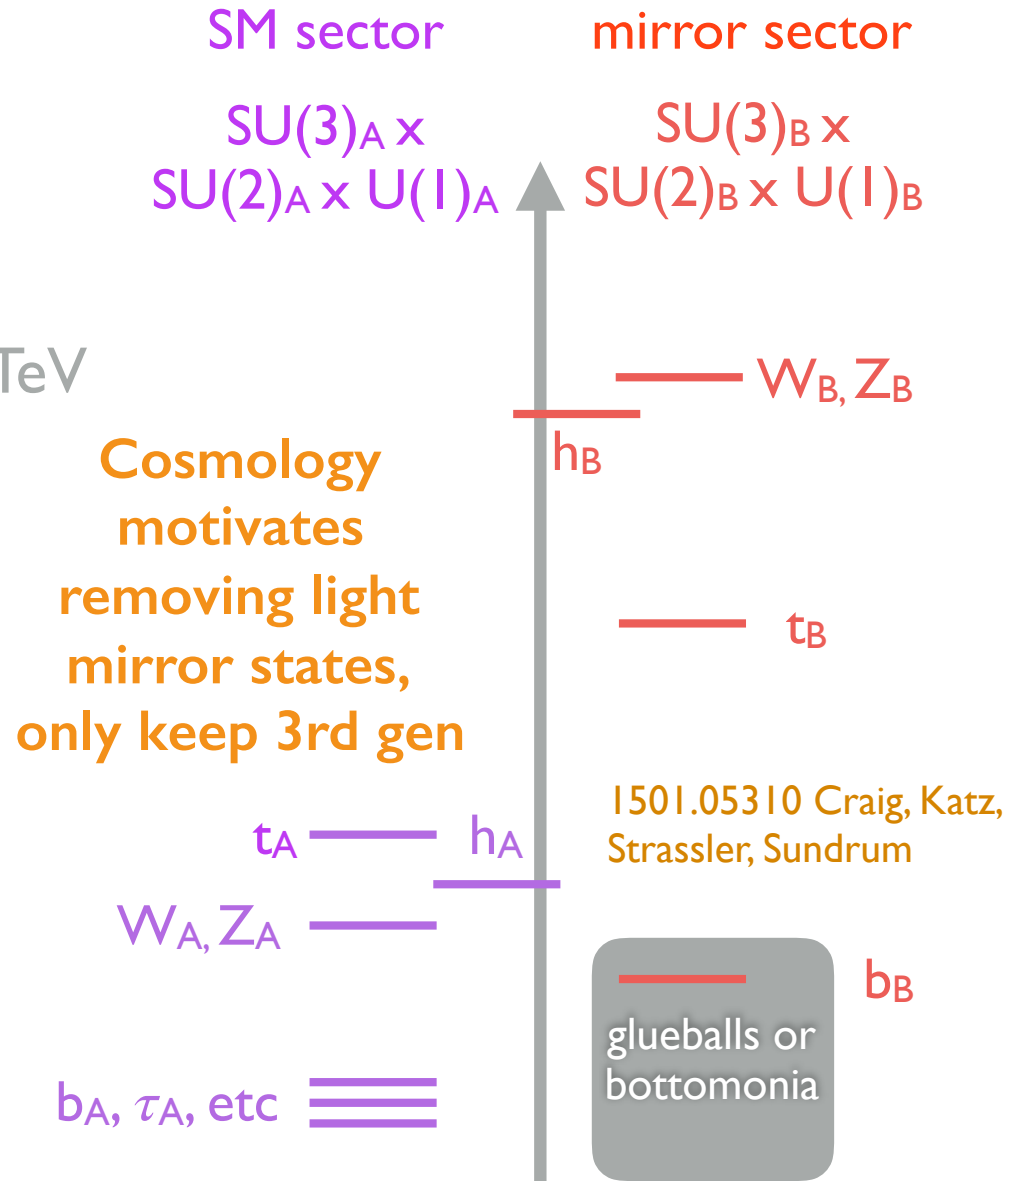 SM sector
mirror sector
SU(3)A x
SU(2)A x U(1)A
SU(3)B x
SU(2)B x U(1)B
TeV
WB, ZB
hB
Cosmology
motivates
removing light
mirror states,
only keep 3rd gen
tB
1501.05310 Craig, Katz,
Strassler, Sundrum
tA
hA
WA, ZA
bB
glueballs or
bottomonia
bA, τA, etc